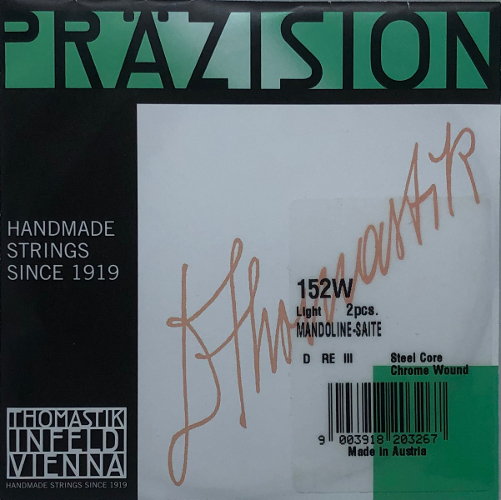 PRÄZISION
HANDMADE
STRINGS
SINCE 1919
Thomastik
152W
Light 2pcs.
MANDOLINE-SAITE
D RE III
Steel Core
Chrome Wound
9 003918 203267
Made in Austria
THOMASTIK
INFELD
VIENNA
HANDMADE STRINGS SINCE 1919